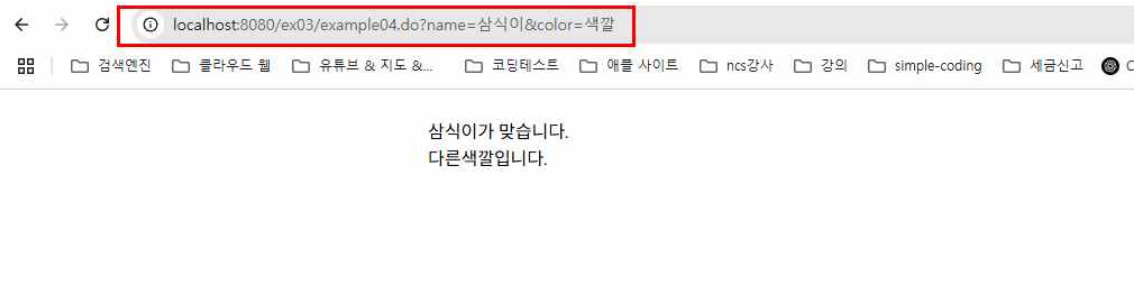 localhost:8080/ex03/example04.do?name=삼식이&color=색깔
검색엔진 클라우드 웹 유튜브 & 지도 &... 코딩테스트 애플 사이트 ncs강사 강의 simple-coding 세금신고 C
삼식이가 맞습니다.
다른색깔입니다.